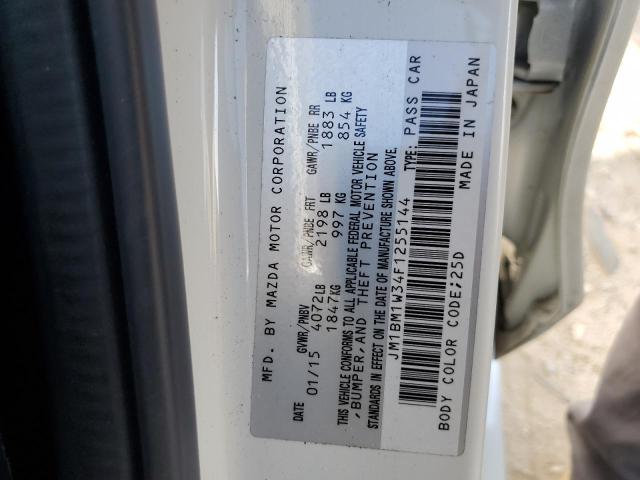 MFD. BY MAZDA MOTOR CORPORATION
DATE GVWR/PNBV GAWR/PNBE FRT GAWR/PNBE RR
01/15 4072LB 2198 LB 1883 LB
1847KG 997 KG 854 KG
THIS VEHICLE CONFORMS TO ALL APPLICABLE FEDERAL MOTOR VEHICLE SAFETY
,BUMPER, AND THEFT PREVENTION
STANDARDS IN EFFECT ON THE DATE OF MANUFACTURE SHOWN ABOVE.
JM1BM1W34F1255144 TYPE: PASS CAR
BODY COLOR CODE;25D MADE IN JAPAN